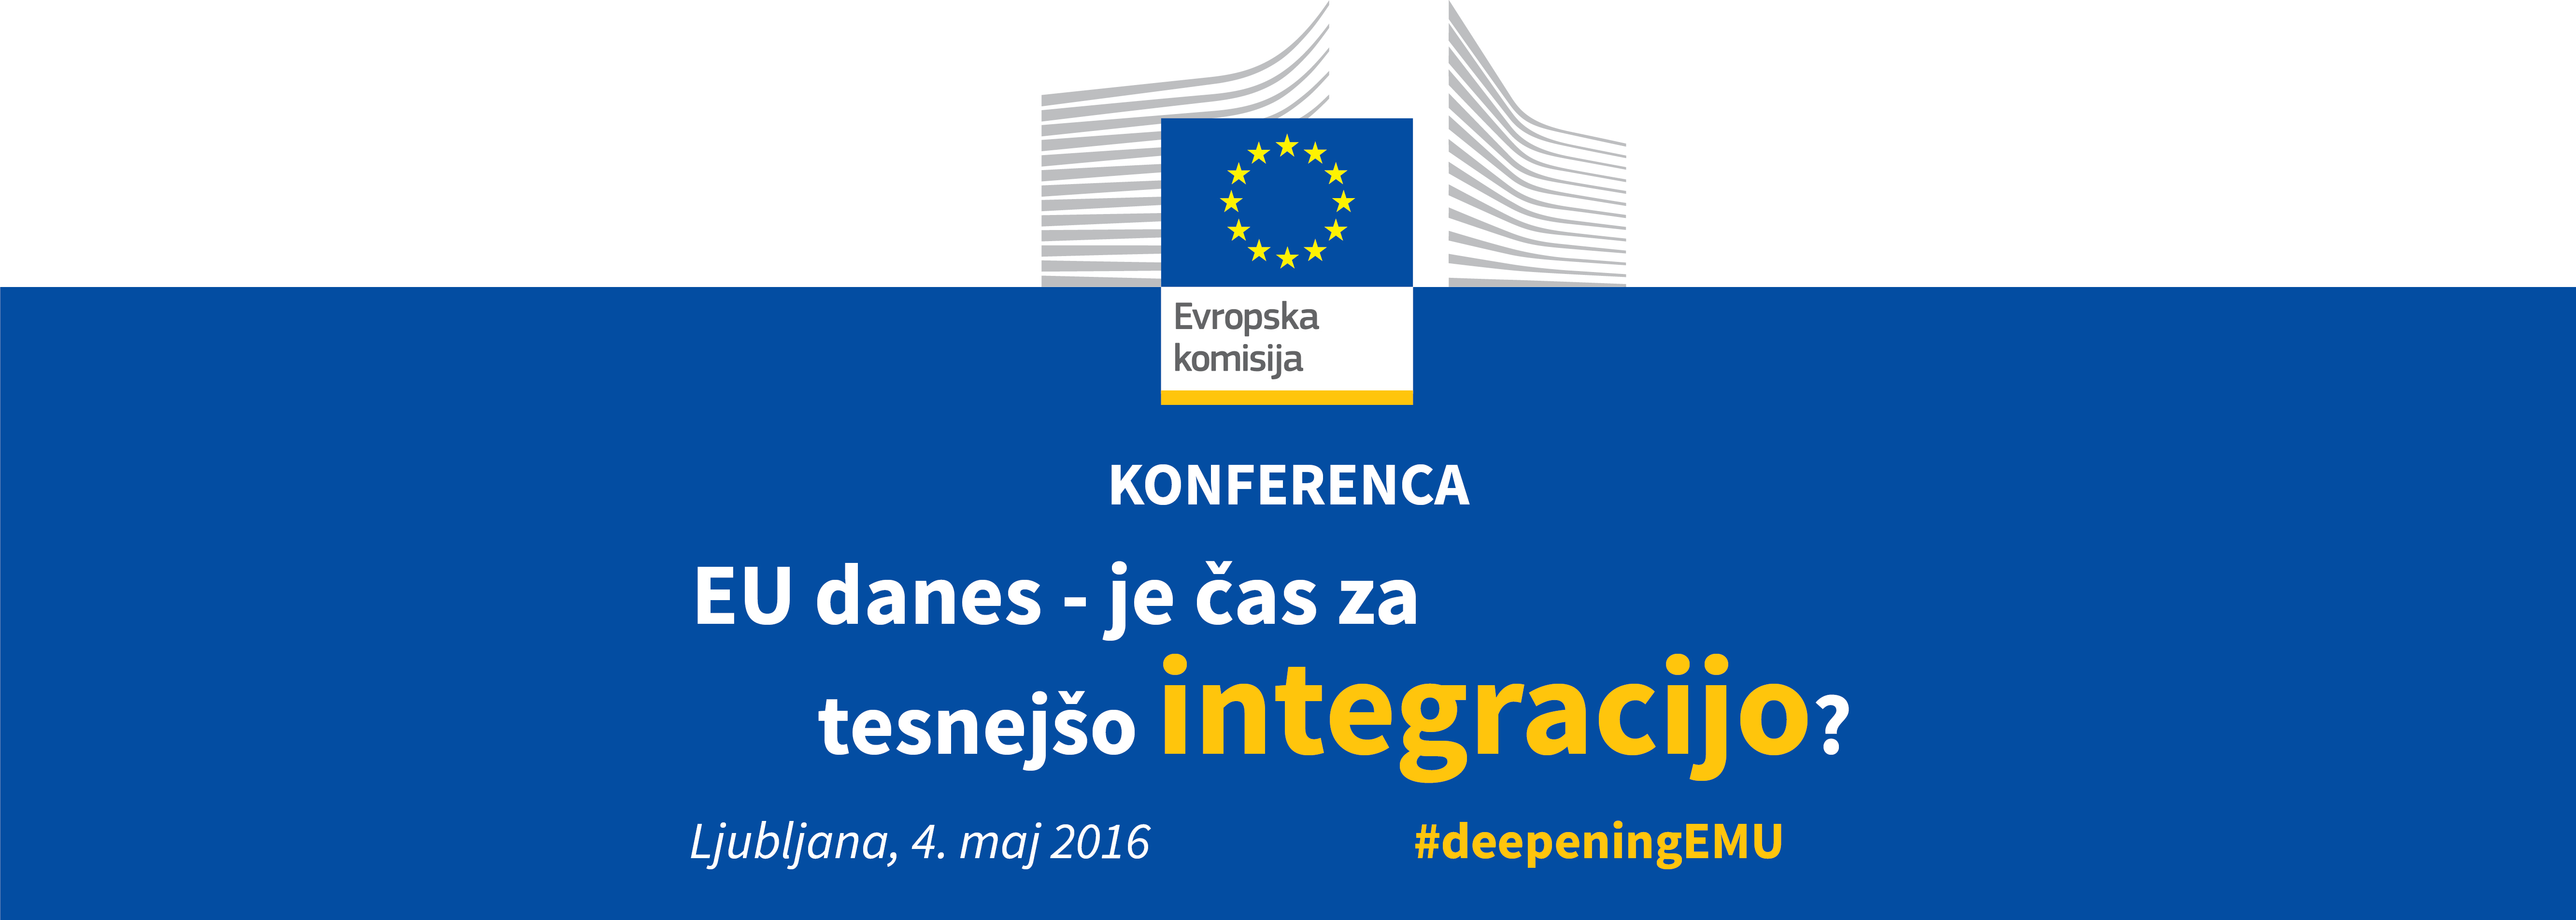 Evropska
komisija
KONFERENCA
EU danes - je čas za
tesnejšo integracijo?
Ljubljana, 4. maj 2016
#deepeningEMU